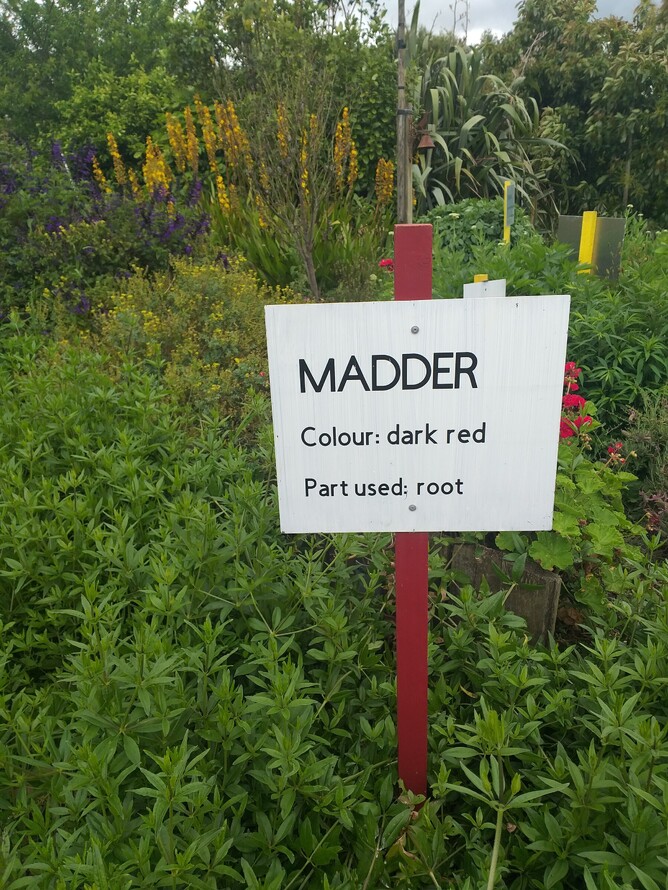 MADDER
Colour: dark red
Part used: root